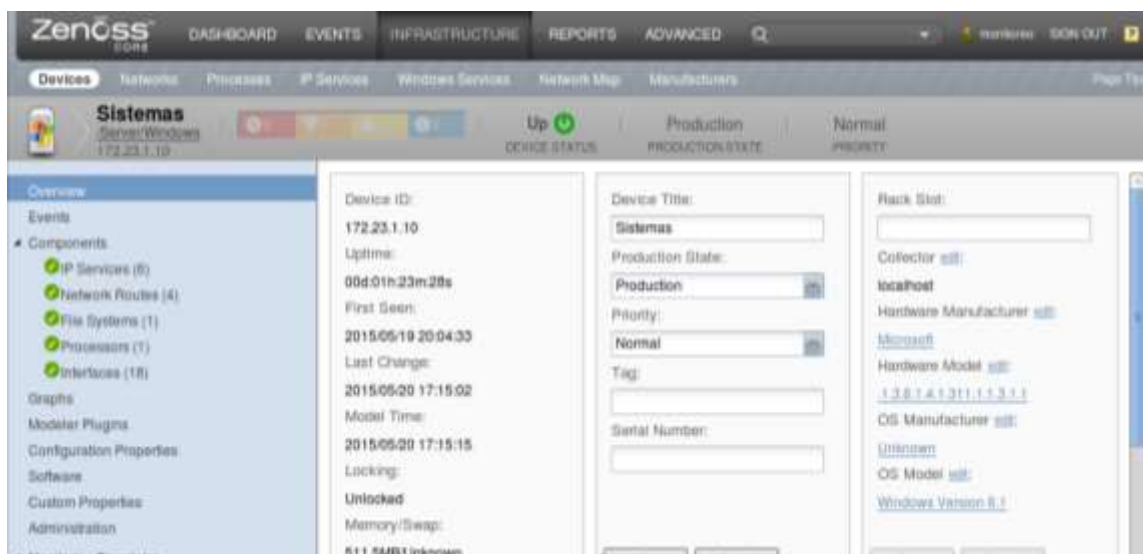 Zenoss
CORE
DASHBOARD EVENTS INFRASTRUCTURE REPORTS ADVANCED SIGN OUT
Devices Networks Processes IP Services Windows Services Network Map Manufacturers Page
Sistemas
/Server/Windows
172.23.1.10
Up
DEVICE STATUS
Production
PRODUCTION STATE
Normal
PRIORITY
Overview
Events
Components
IP Services (6)
Network Routes (4)
File Systems (1)
Processors (1)
Interfaces (18)
Graphs
Modeler Plugins
Configuration Properties
Software
Custom Properties
Administration
Device ID:
172.23.1.10
Uptime:
00d:01h:23m:28s
First Seen:
2015/05/19 20:04:33
Last Change:
2015/05/20 17:15:02
Model Time:
2015/05/20 17:15:15
Locking:
Unlocked
Memory/Swap:
511.5MB/Unknown
Device Title:
Sistemas
Production State:
Production
Priority:
Normal
Tag:
Serial Number:
Rack Slot:
Collector edit:
localhost
Hardware Manufacturer edit:
Microsoft
Hardware Model edit:
.1.3.6.1.4.1.311.1.1.3.1.1
OS Manufacturer edit:
Unknown
OS Model edit:
Windows Version 6.1